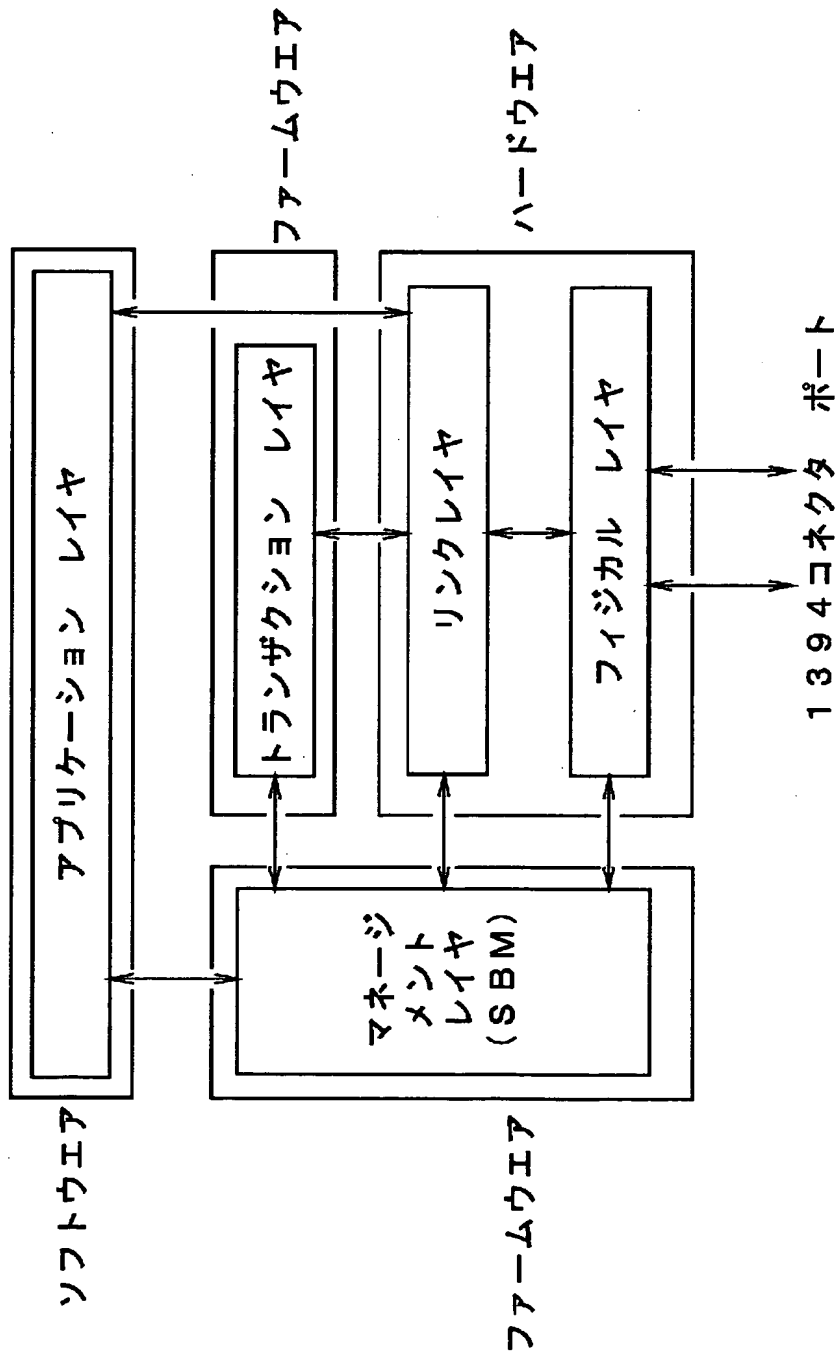 ソフトウエア
アプリケーション レイヤ
ファームウエア
マネージ
メント
レイヤ
(SBM)
トランザクション レイヤ
ファームウエア
リンクレイヤ
フィジカル レイヤ
ハードウエア
1394コネクタ ポート